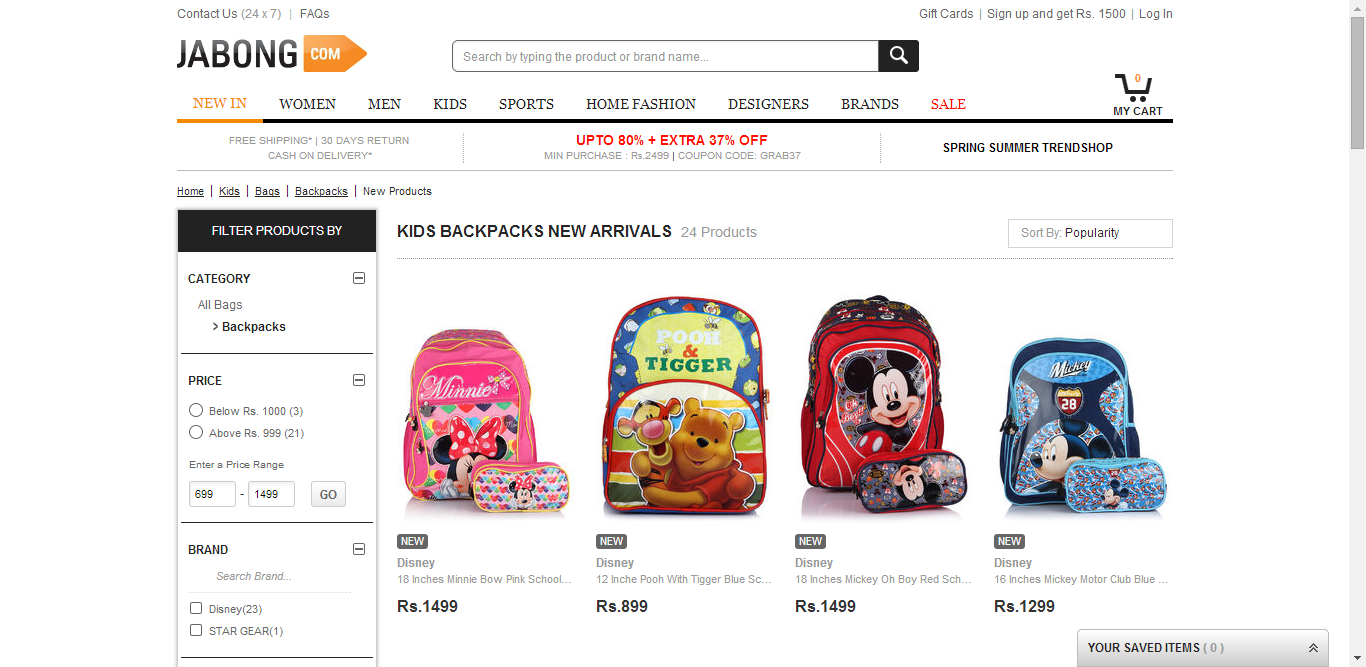 Contact Us (24 x 7) | FAQs
Gift Cards | Sign up and get Rs. 1500 | Log In
JABONG COM
Search by typing the product or brand name...
0
MY CART
NEW IN WOMEN MEN KIDS SPORTS HOME FASHION DESIGNERS BRANDS SALE
FREE SHIPPING* | 30 DAYS RETURN
CASH ON DELIVERY*
UPTO 80% + EXTRA 37% OFF
MIN PURCHASE : Rs.2499 | COUPON CODE: GRAB37
SPRING SUMMER TRENDSHOP
Home | Kids | Bags | Backpacks | New Products
FILTER PRODUCTS BY
CATEGORY
All Bags
> Backpacks
PRICE
Below Rs. 1000 (3)
Above Rs. 999 (21)
Enter a Price Range
699 - 1499 GO
BRAND
Search Brand...
Disney(23)
STAR GEAR(1)
KIDS BACKPACKS NEW ARRIVALS 24 Products
Sort By: Popularity
Minnie
POOH
&
TIGGER
Oh
Boy!
Mickey
28
NEW
Disney
18 Inches Minnie Bow Pink School...
Rs.1499
NEW
Disney
12 Inche Pooh With Tigger Blue Sc...
Rs.899
NEW
Disney
18 Inches Mickey Oh Boy Red Sch...
Rs.1499
NEW
Disney
16 Inches Mickey Motor Club Blue ...
Rs.1299
YOUR SAVED ITEMS ( 0 )